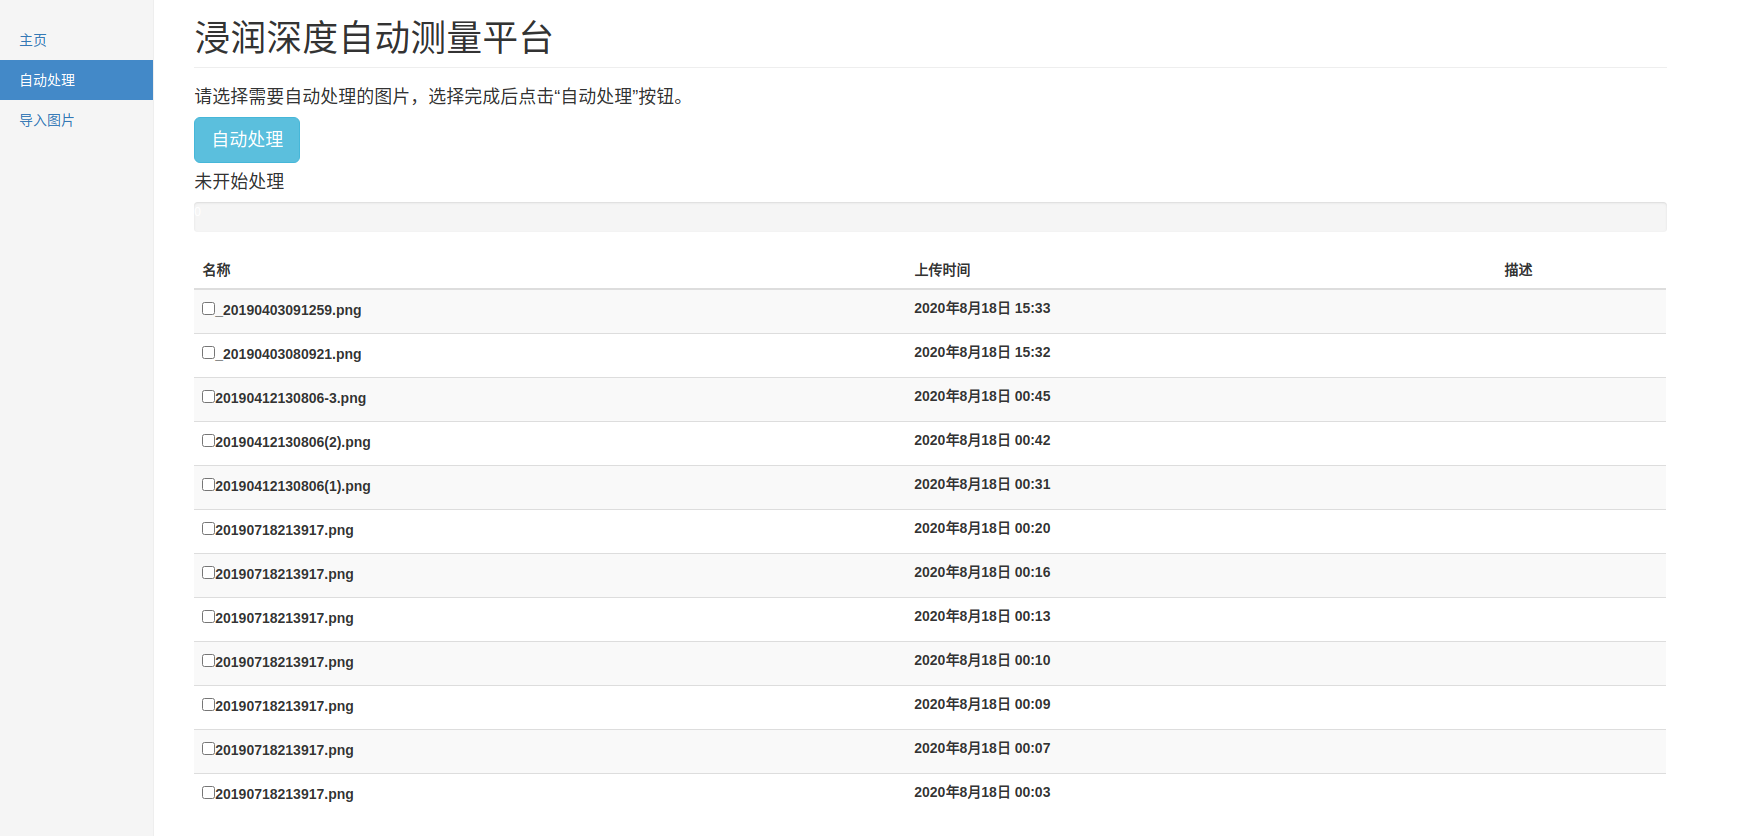 主页
自动处理
导入图片
浸润深度自动测量平台
请选择需要自动处理的图片，选择完成后点击“自动处理”按钮。
自动处理
未开始处理
名称 上传时间 描述
_20190403091259.png 2020年8月18日 15:33
_20190403080921.png 2020年8月18日 15:32
20190412130806-3.png 2020年8月18日 00:45
20190412130806(2).png 2020年8月18日 00:42
20190412130806(1).png 2020年8月18日 00:31
20190718213917.png 2020年8月18日 00:20
20190718213917.png 2020年8月18日 00:16
20190718213917.png 2020年8月18日 00:13
20190718213917.png 2020年8月18日 00:10
20190718213917.png 2020年8月18日 00:09
20190718213917.png 2020年8月18日 00:07
20190718213917.png 2020年8月18日 00:03